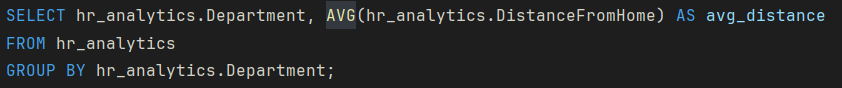 SELECT hr_analytics.Department, AVG(hr_analytics.DistanceFromHome) AS avg_distance
FROM hr_analytics
GROUP BY hr_analytics.Department;